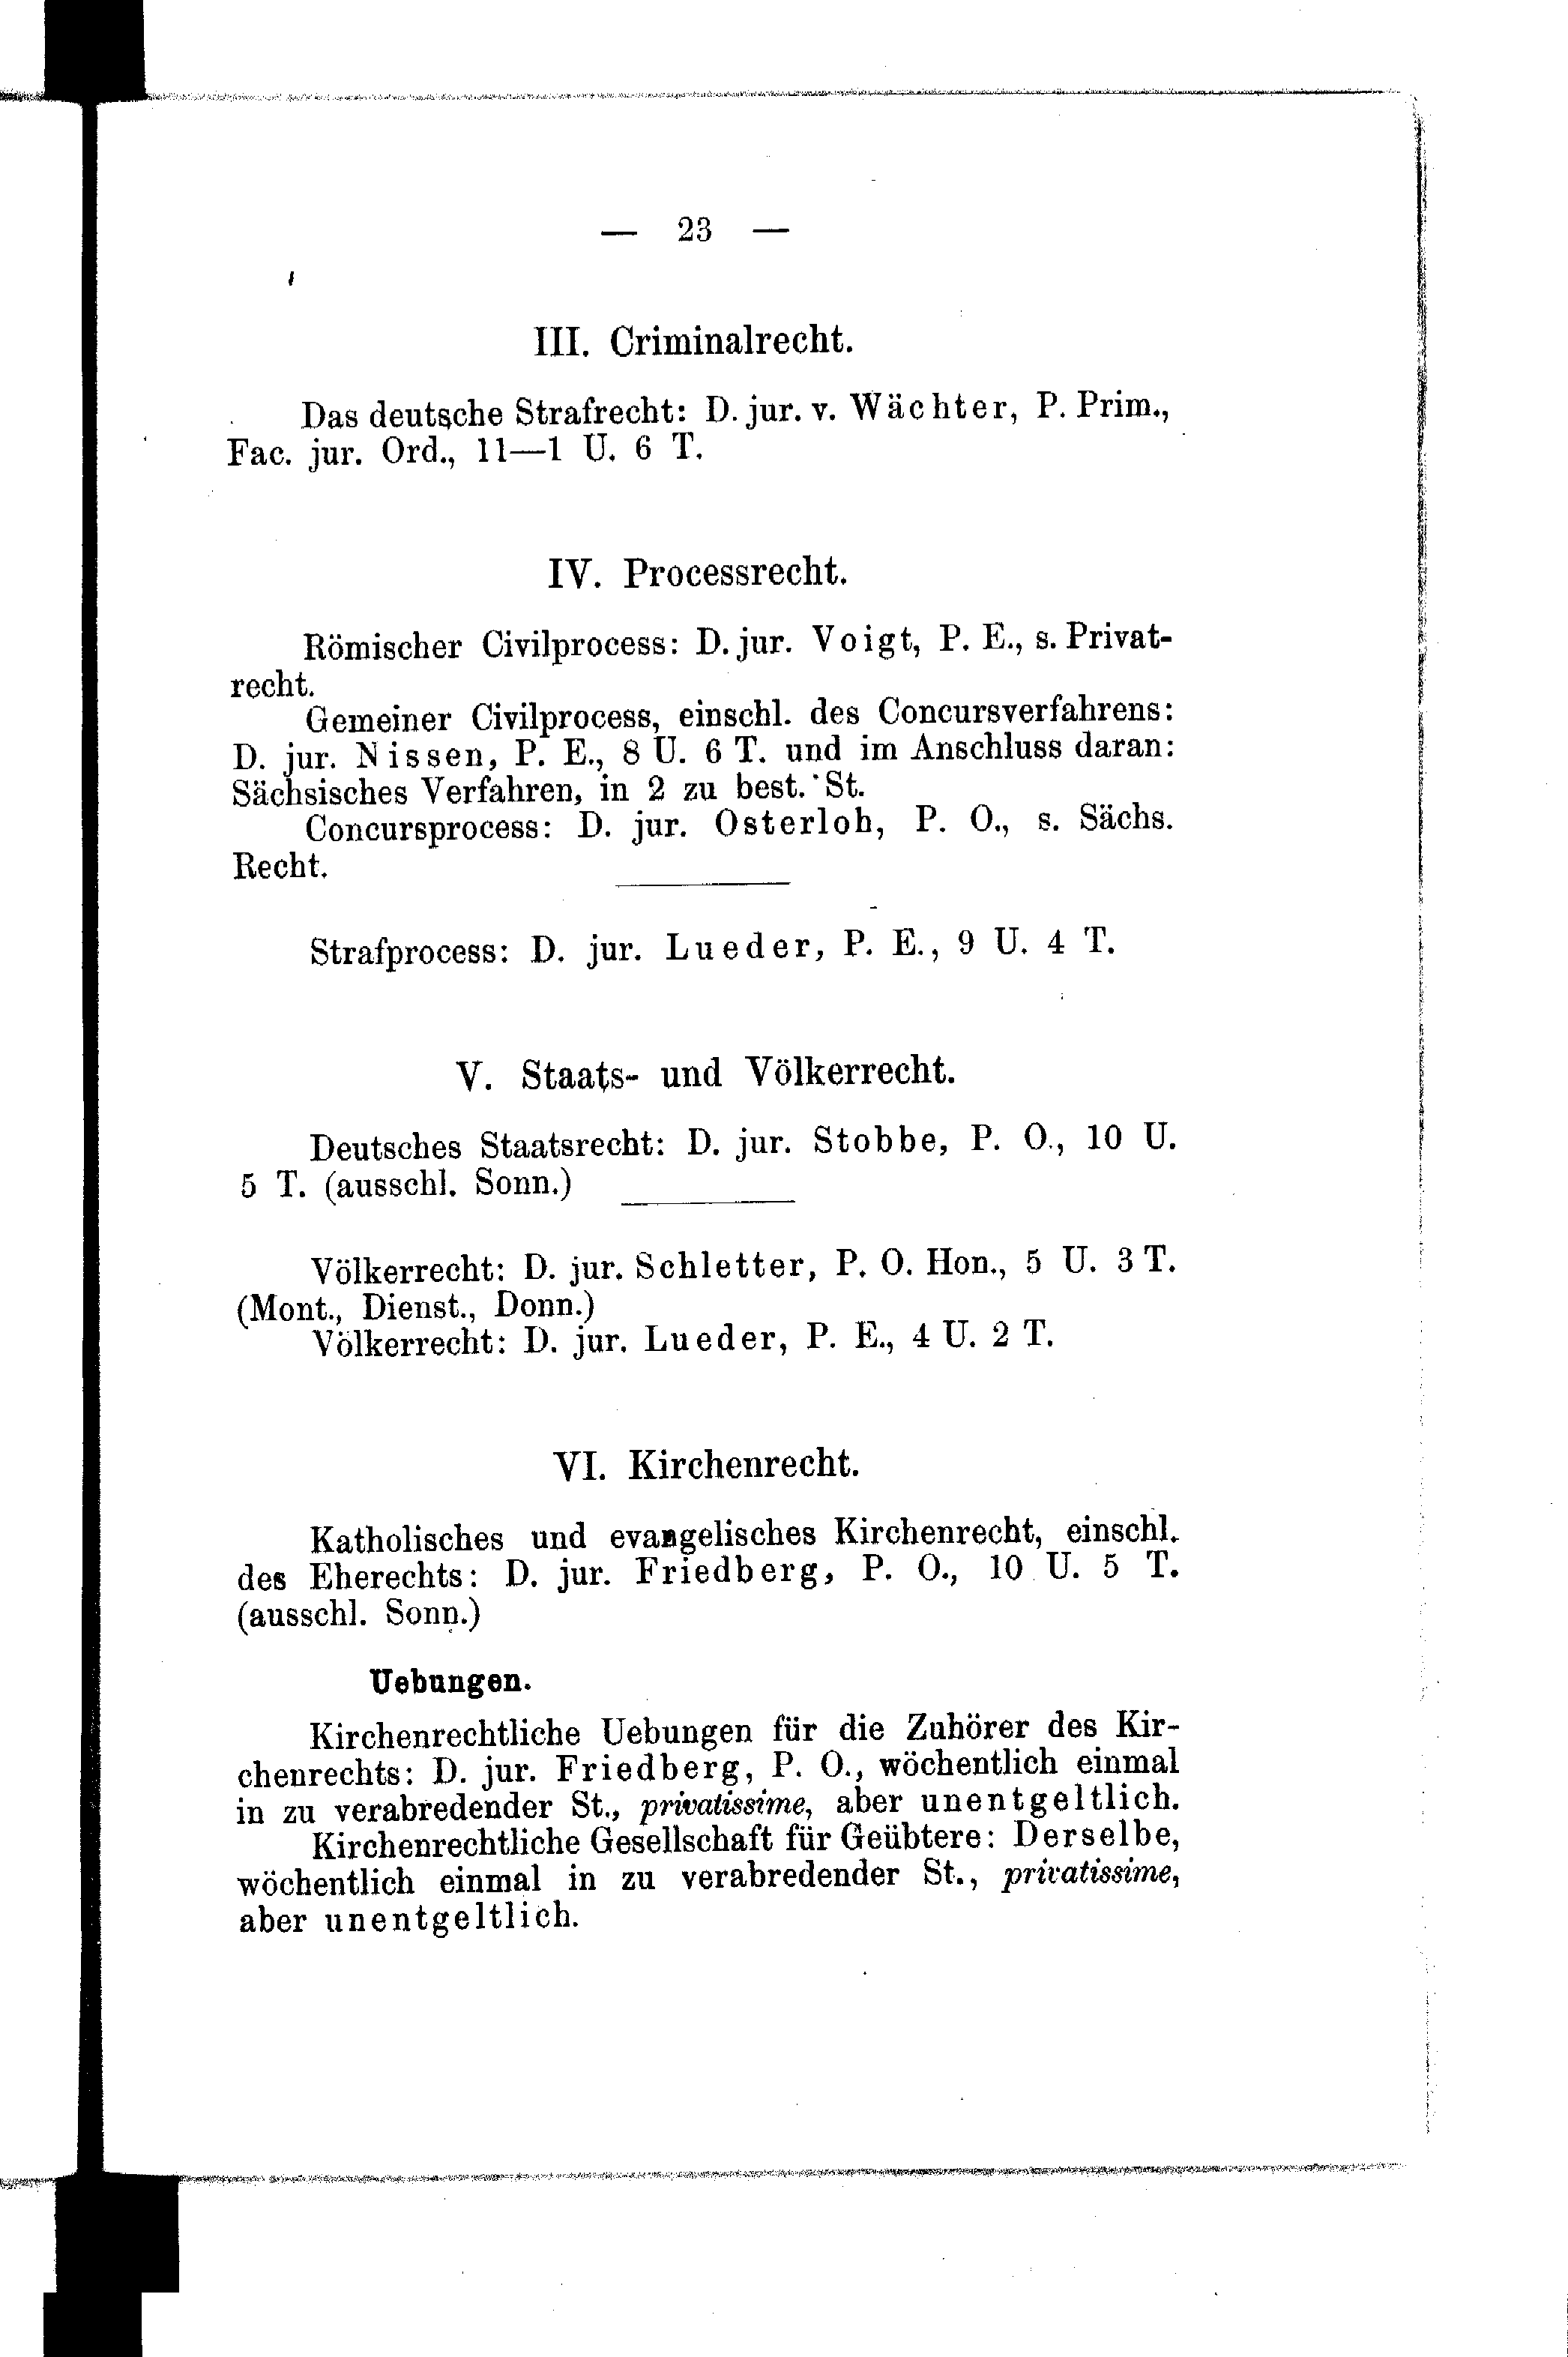 — 23 —
III. Criminalrecht.
Das deutsche Strafrecht: D. jur. v. Wächter, P. Prim.,
Fac. jur. Ord., 11—1 U. 6 T.
IV. Processrecht.
Römischer Civilprocess: D. jur. Voigt, P. E., s. Privat-
recht.
Gemeiner Civilprocess, einschl. des Concursverfahrens:
D. jur. Nissen, P. E., 8 U. 6 T. und im Anschluss daran:
Sächsisches Verfahren, in 2 zu best. St.
Concursprocess: D. jur. Osterloh, P. O., s. Sächs.
Recht.
Strafprocess: D. jur. Lueder, P. E., 9 U. 4 T.
V. Staats- und Völkerrecht.
Deutsches Staatsrecht: D. jur. Stobbe, P. O., 10 U.
5 T. (ausschl. Sonn.)
Völkerrecht: D. jur. Schletter, P. O. Hon., 5 U. 3 T.
(Mont., Dienst., Donn.)
Völkerrecht: D. jur. Lueder, P. E., 4 U. 2 T.
VI. Kirchenrecht.
Katholisches und evangelisches Kirchenrecht, einschl.
des Eherechts: D. jur. Friedberg, P. O., 10 U. 5 T.
(ausschl. Sonn.)
Uebungen.
Kirchenrechtliche Uebungen für die Zuhörer des Kir-
chenrechts: D. jur. Friedberg, P. O., wöchentlich einmal
in zu verabredender St., privatissime, aber unentgeltlich.
Kirchenrechtliche Gesellschaft für Geübtere: Derselbe,
wöchentlich einmal in zu verabredender St., privatissime,
aber unentgeltlich.